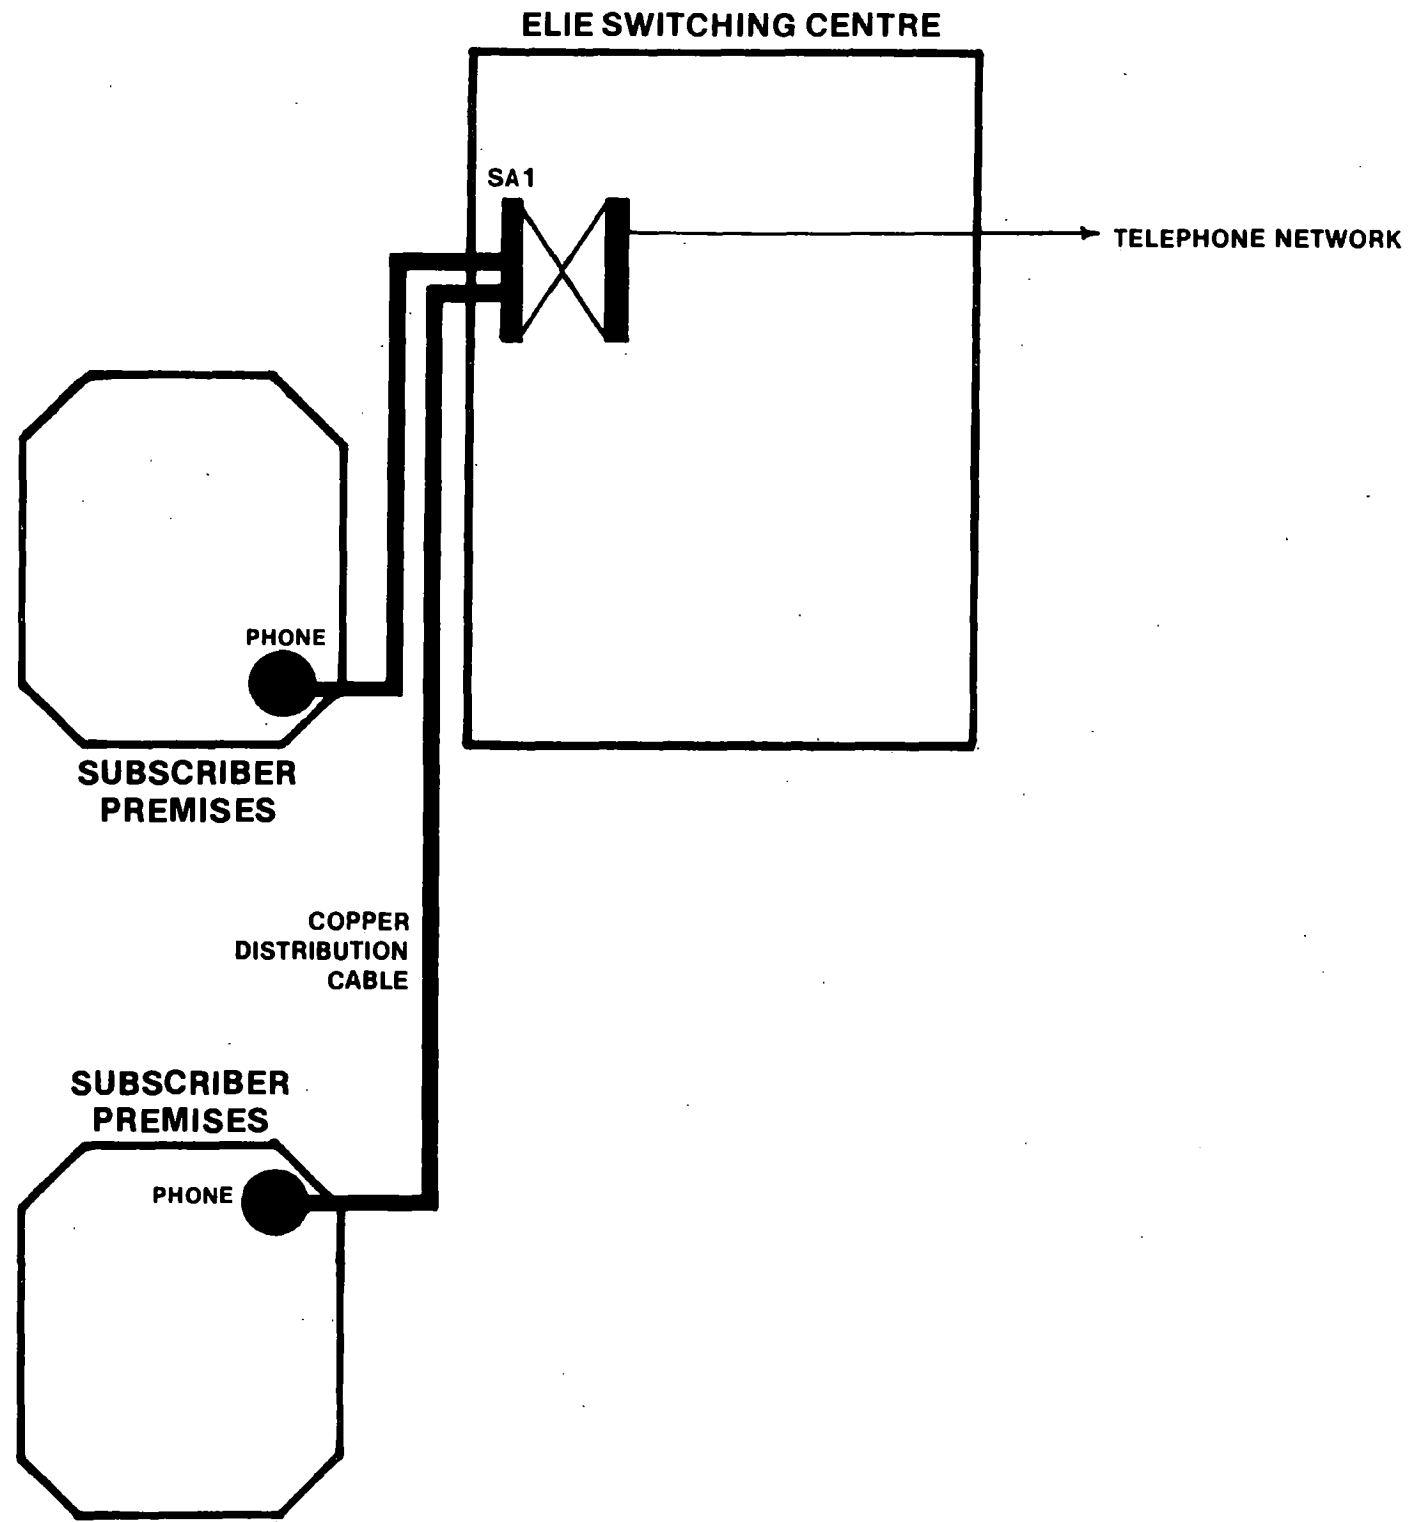 ELIE SWITCHING CENTRE
SA1
TELEPHONE NETWORK
PHONE
SUBSCRIBER
PREMISES
COPPER
DISTRIBUTION
CABLE
SUBSCRIBER
PREMISES
PHONE